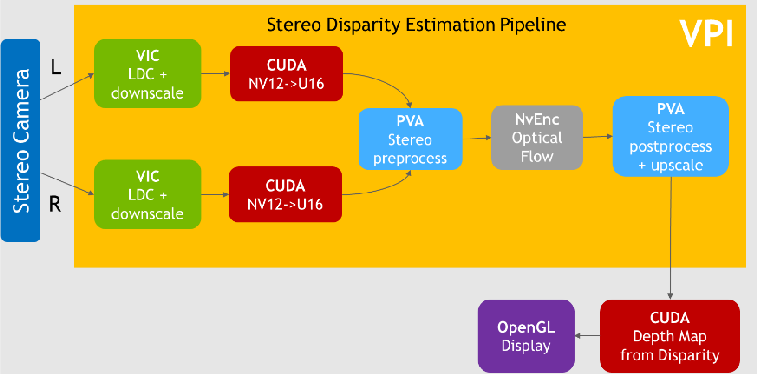 Stereo Disparity Estimation Pipeline
VPI
Stereo Camera
L
VIC
LDC +
downscale
CUDA
NV12->U16
PVA
Stereo
preprocess
NvEnc
Optical
Flow
PVA
Stereo
postprocess
+ upscale
R
VIC
LDC +
downscale
CUDA
NV12->U16
OpenGL
Display
CUDA
Depth Map
from Disparity